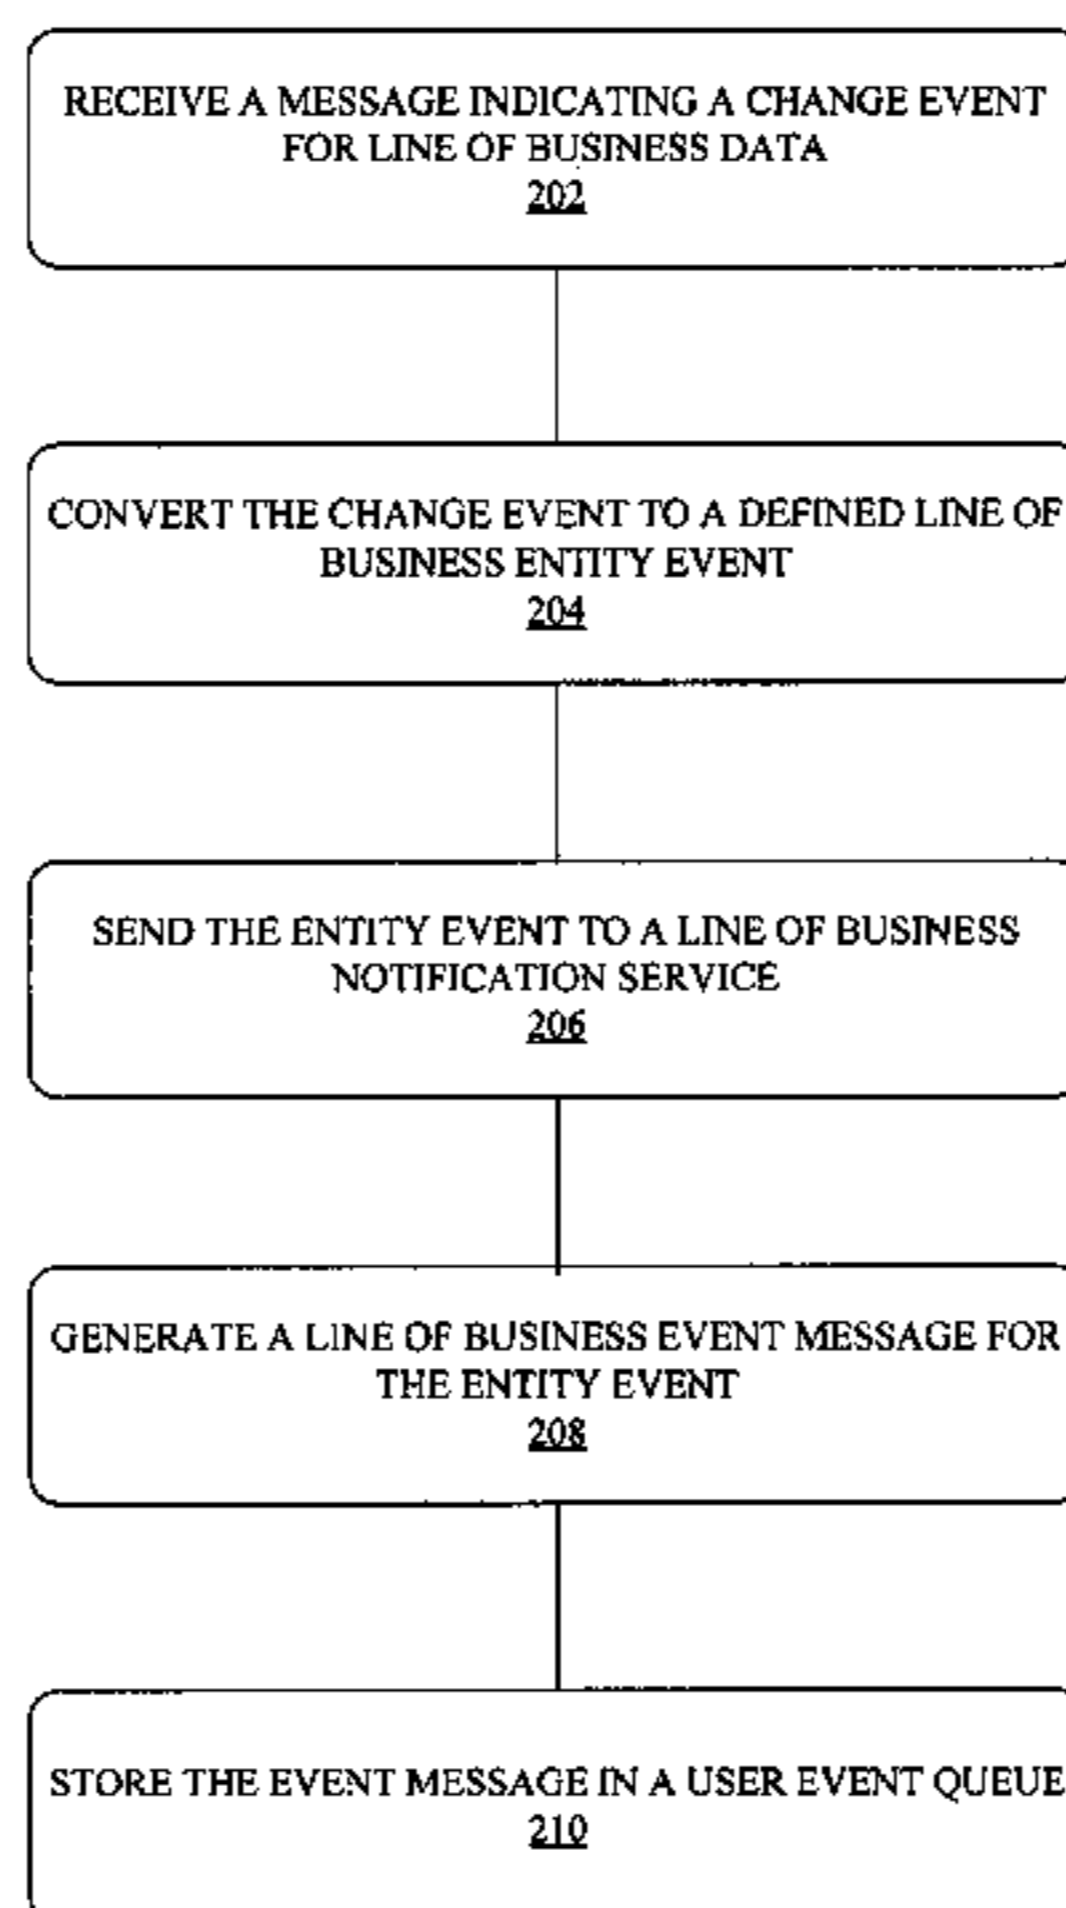 RECEIVE A MESSAGE INDICATING A CHANGE EVENT
FOR LINE OF BUSINESS DATA
202
CONVERT THE CHANGE EVENT TO A DEFINED LINE OF
BUSINESS ENTITY EVENT
204
SEND THE ENTITY EVENT TO A LINE OF BUSINESS
NOTIFICATION SERVICE
206
GENERATE A LINE OF BUSINESS EVENT MESSAGE FOR
THE ENTITY EVENT
208
STORE THE EVENT MESSAGE IN A USER EVENT QUEUE
210